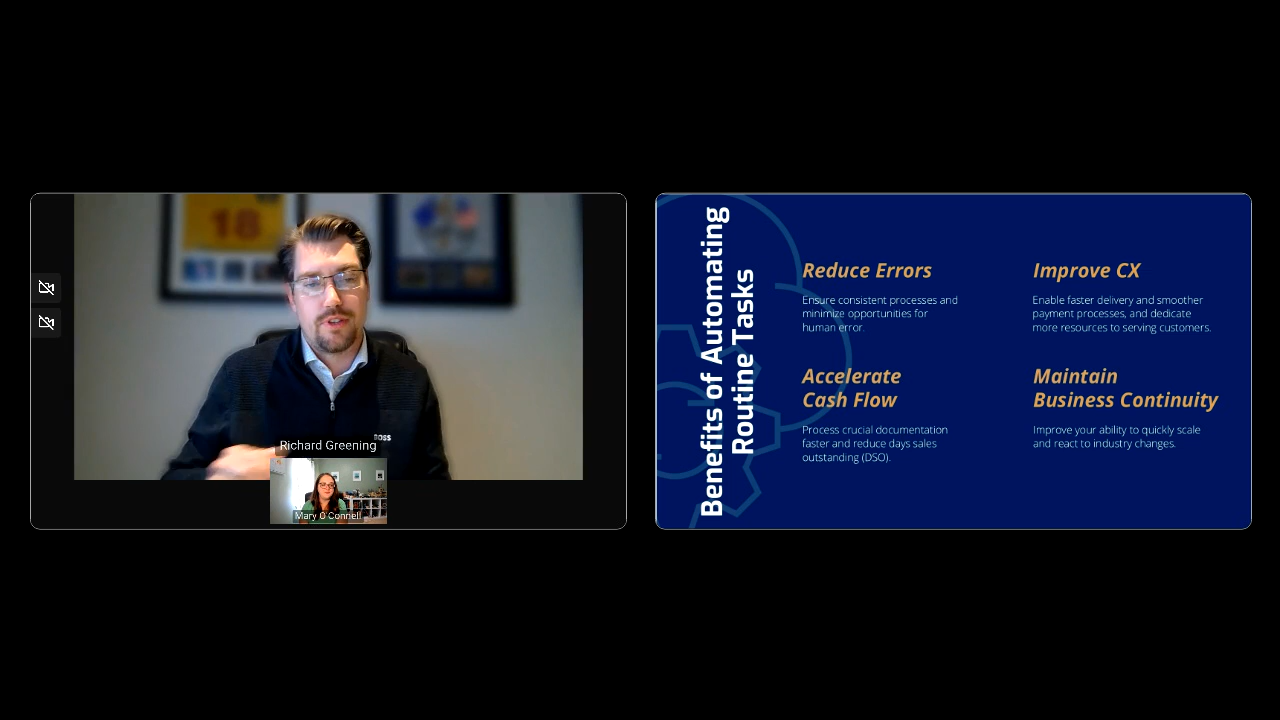 18
BOSS
Richard Greening
Mary O Connell
Benefits of Automating
Routine Tasks
Reduce Errors
Ensure consistent processes and
minimize opportunities for
human error.
Improve CX
Enable faster delivery and smoother
payment processes, and dedicate
more resources to serving customers.
Accelerate
Cash Flow
Process crucial documentation
faster and reduce days sales
outstanding (DSO).
Maintain
Business Continuity
Improve your ability to quickly scale
and react to industry changes.